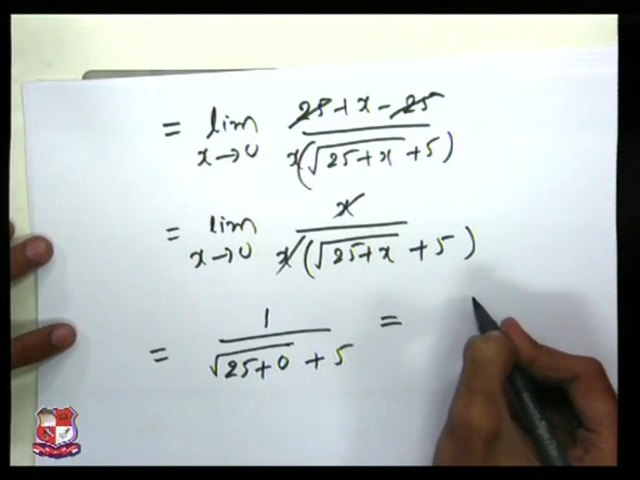 = lim x→0 (25+x-25)/(x(√(25+x)+5))
= lim x→0 x/(x(√(25+x)+5))
= 1/(√(25+0)+5) =